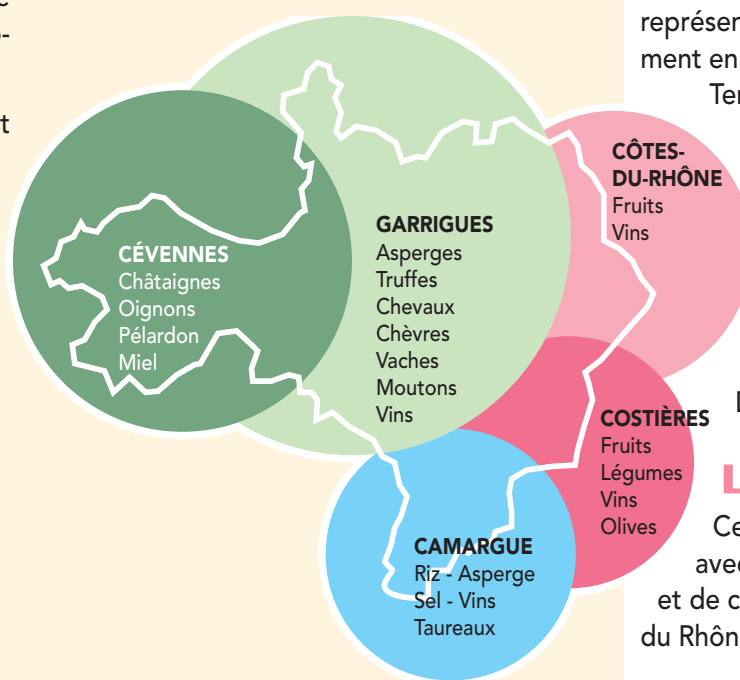 t
CÉVENNES
Châtaignes
Oignons
Pélardon
Miel
GARRIGUES
Asperges
Truffes
Chevaux
Chèvres
Vaches
Moutons
Vins
CÔTES-
DU-RHÔNE
Fruits
Vins
COSTIÈRES
Fruits
Légumes
Vins
Olives
CAMARGUE
Riz - Asperge
Sel - Vins
Taureaux
représen
ment en
Ter
L
Ce
avec
et de c
du Rhôn